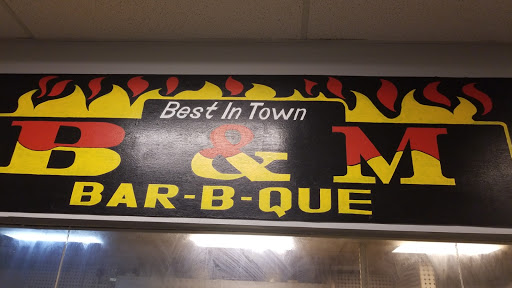 Best In Town
B & M
BAR-B-QUE